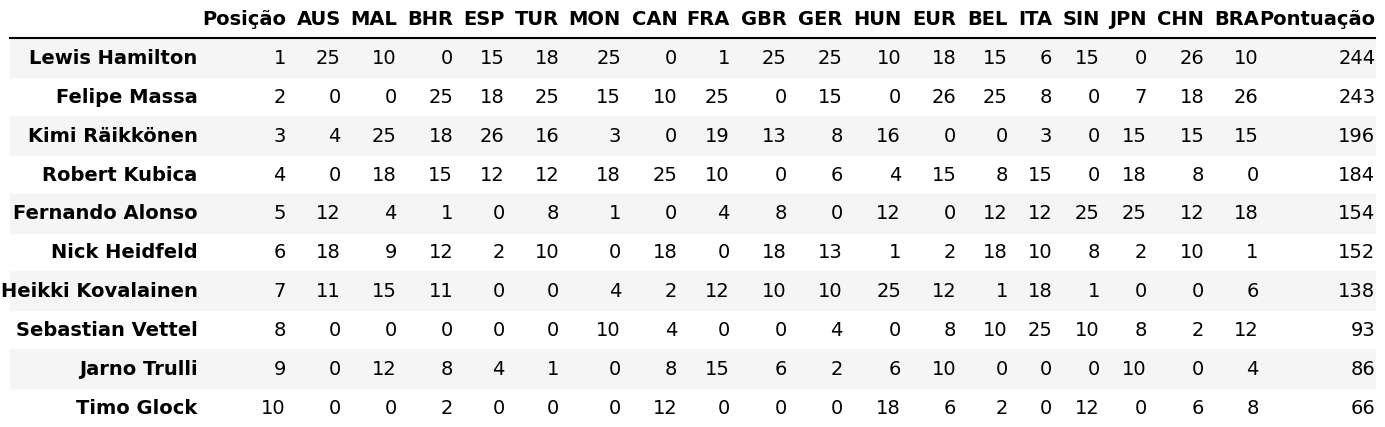 Posição AUS MAL BHR ESP TUR MON CAN FRA GBR GER HUN EUR BEL ITA SIN JPN CHN BRA Pontuação
Lewis Hamilton 1 25 10 0 15 18 25 0 1 25 25 10 18 15 6 15 0 26 10 244
Felipe Massa 2 0 0 25 18 25 15 10 25 0 15 0 26 25 8 0 7 18 26 243
Kimi Räikkönen 3 4 25 18 26 16 3 0 19 13 8 16 0 0 3 0 15 15 15 196
Robert Kubica 4 0 18 15 12 12 18 25 10 0 6 4 15 8 15 0 18 8 0 184
Fernando Alonso 5 12 4 1 0 8 1 0 4 8 0 12 0 12 12 25 25 12 18 154
Nick Heidfeld 6 18 9 12 2 10 0 18 0 18 13 1 2 18 10 8 2 10 1 152
Heikki Kovalainen 7 11 15 11 0 0 4 2 12 10 10 25 12 1 18 1 0 0 6 138
Sebastian Vettel 8 0 0 0 0 0 10 4 0 0 4 0 8 10 25 10 8 2 12 93
Jarno Trulli 9 0 12 8 4 1 0 8 15 6 2 6 10 0 0 0 10 0 4 86
Timo Glock 10 0 0 2 0 0 0 12 0 0 0 18 6 2 0 12 0 6 8 66